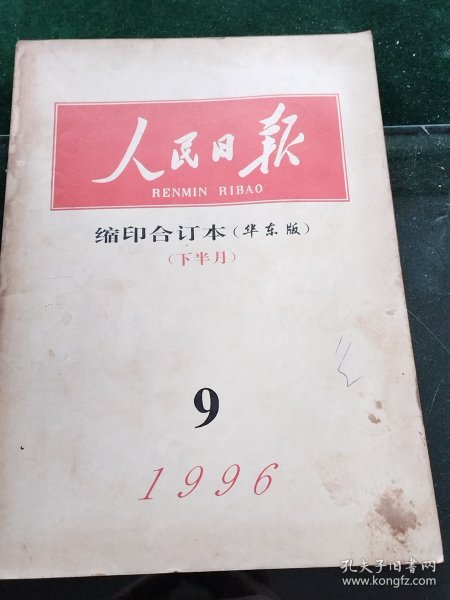 人民日报
RENMIN RIBAO
缩印合订本(华东版)
(下半月)
9
1996
孔夫子旧书网
www.kongfz.com